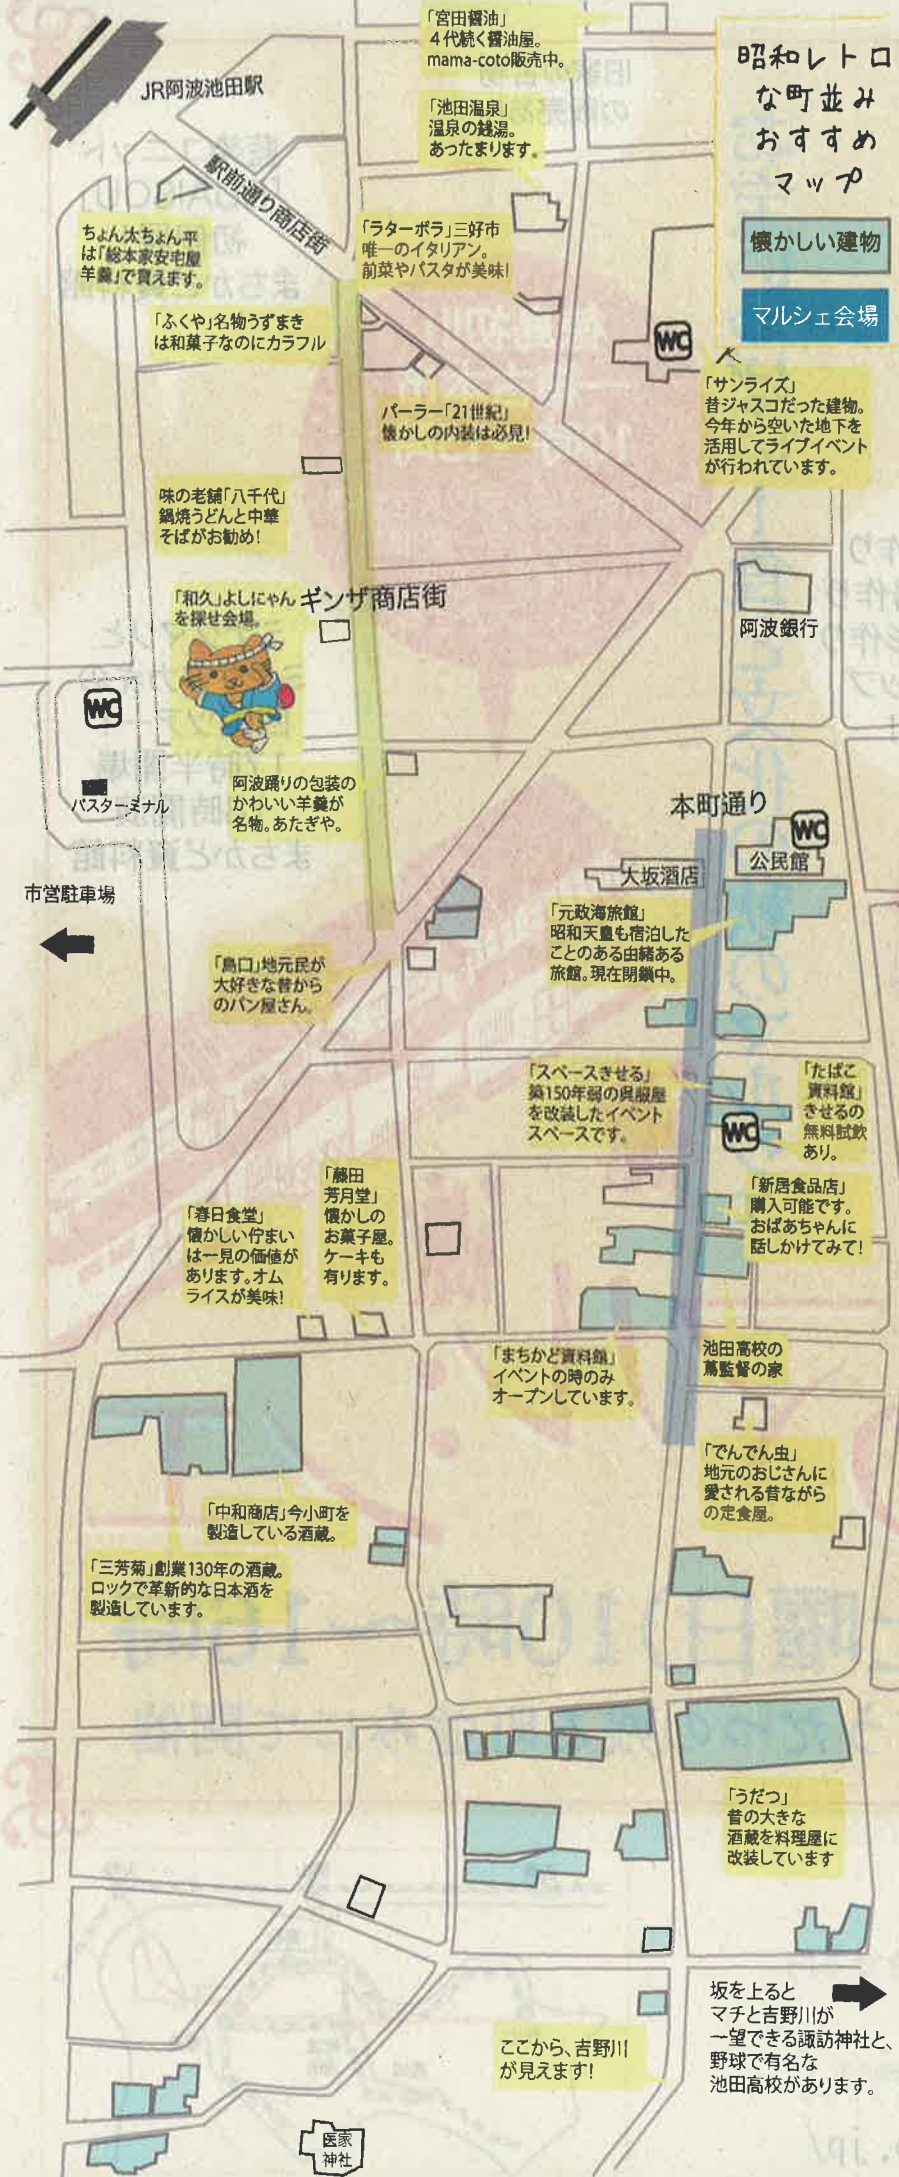 「宮田醤油」
４代続く醤油屋。
mama-coto販売中。
昭和レトロ
な町並み
おすすめ
マップ
懐かしい建物
マルシェ会場
JR阿波池田駅
「池田温泉」
温泉の銭湯。
あったまります。
駅前通り商店街
ちょん太ちょん平
は「総本家安宅屋
羊羹」で買えます。
「ラターボラ」三好市
唯一のイタリアン。
前菜やパスタが美味!
「ふくや」名物うずまき
は和菓子なのにカラフル
WC
「サンライズ」
昔ジャスコだった建物。
今年から空いた地下を
活用してライブイベント
が行われています。
パーラー「21世紀」
懐かしの内装は必見!
味の老舗「八千代」
鍋焼うどんと中華
そばがお勧め!
「和久」よしにゃん
を探せ会場。
ギンザ商店街
阿波銀行
WC
バスターミナル
阿波踊りの包装の
かわいい羊羹が
名物。あたぎや。
本町通り
WC
公民館
大坂酒店
市営駐車場
「元政海旅館」
昭和天皇も宿泊した
ことのある由緒ある
旅館。現在閉鎖中。
「島口」地元民が
大好きな昔から
のパン屋さん。
「スペースきせる」
築150年弱の呉服屋
を改装したイベント
スペースです。
「たばこ
資料館」
きせるの
無料試飲
あり。
WC
「新居食品店」
購入可能です。
おばあちゃんに
話しかけてみて!
「藤田
芳月堂」
懐かしの
お菓子屋。
ケーキも
有ります。
「春日食堂」
懐かしい佇まい
は一見の価値が
あります。オム
ライスが美味!
「まちかど資料館」
イベントの時のみ
オープンしています。
池田高校の
蔦監督の家
「でんでん虫」
地元のおじさんに
愛される昔ながら
の定食屋。
「中和商店」今小町を
製造している酒蔵。
「三芳菊」創業130年の酒蔵。
ロックで革新的な日本酒を
製造しています。
「うだつ」
昔の大きな
酒蔵を料理屋に
改装しています
坂を上ると
マチと吉野川が
一望できる諏訪神社と、
野球で有名な
池田高校があります。
ここから、吉野川
が見えます!
医家
神社